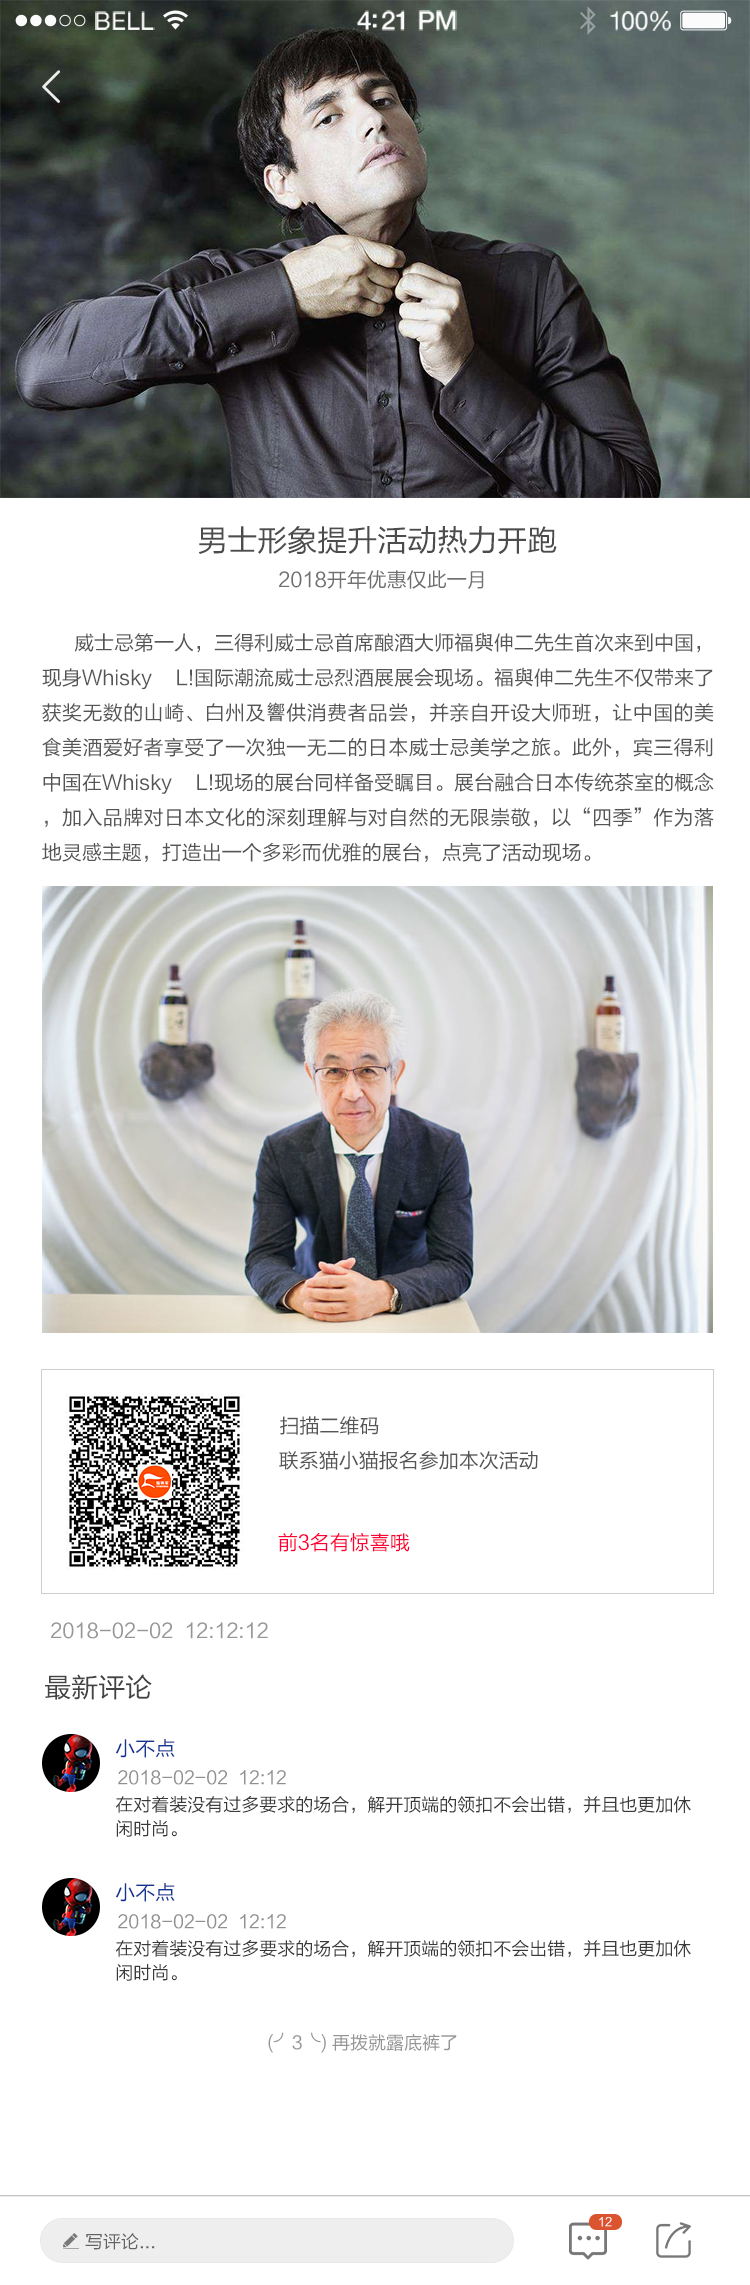 BELL 4:21 PM 100%
男士形象提升活动热力开跑
2018开年优惠仅此一月
威士忌第一人，三得利威士忌首席酿酒大师福與伸二先生首次来到中国，
现身Whisky L!国际潮流威士忌烈酒展展会现场。福與伸二先生不仅带来了
获奖无数的山崎、白州及響供消费者品尝，并亲自开设大师班，让中国的美
食美酒爱好者享受了一次独一无二的日本威士忌美学之旅。此外，宾三得利
中国在Whisky L!现场的展台同样备受瞩目。展台融合日本传统茶室的概念
，加入品牌对日本文化的深刻理解与对自然的无限崇敬，以“四季”作为落
地灵感主题，打造出一个多彩而优雅的展台，点亮了活动现场。
扫描二维码
联系猫小猫报名参加本次活动
前3名有惊喜哦
2018-02-02 12:12:12
最新评论
小不点
2018-02-02 12:12
在对着装没有过多要求的场合，解开顶端的领扣不会出错，并且也更加休
闲时尚。
小不点
2018-02-02 12:12
在对着装没有过多要求的场合，解开顶端的领扣不会出错，并且也更加休
闲时尚。
(╯3╰) 再拨就露底裤了
写评论...
12